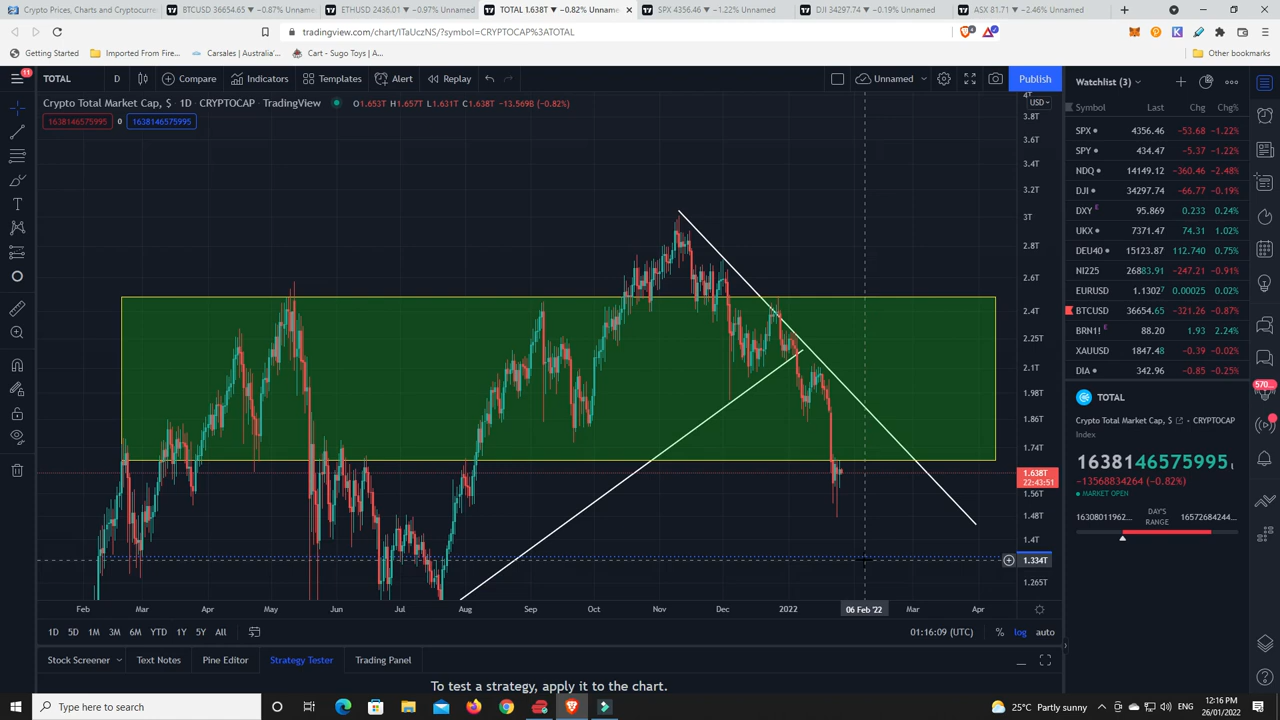 Crypto Prices, Charts and Cryptocurre
BTCUSD 36654.65 ▼ −0.87% Unname
ETHUSD 2436.01 ▼ −0.97% Unnamed
TOTAL 1.638T ▼ −0.82% Unname
SPX 4356.46 ▼ −1.22% Unnamed
DJI 34297.74 ▼ −0.19% Unnamed
ASX 81.71 ▼ −2.46% Unnamed
tradingview.com/chart/ITaUczNS/?symbol=CRYPTOCAP%3ATOTAL
Getting Started
Imported From Fire...
Carsales | Australia'...
Cart - Sugo Toys | A...
Other bookmarks
11
TOTAL
D
Compare
Indicators
Templates
Alert
Replay
Unnamed
Publish
Crypto Total Market Cap, $ · 1D · CRYPTOCAP · TradingView
O1.653T H1.657T L1.631T C1.638T −13.569B (−0.82%)
1638146575995
0
1638146575995
USD
4T
3.8T
3.6T
3.4T
3.2T
3T
2.8T
2.6T
2.4T
2.25T
2.1T
1.98T
1.86T
1.74T
1.638T
22:43:51
1.56T
1.48T
1.4T
1.334T
1.265T
Feb
Mar
Apr
May
Jun
Jul
Aug
Sep
Oct
Nov
Dec
2022
06 Feb '22
Mar
Apr
1D 5D 1M 3M 6M YTD 1Y 5Y All
01:16:09 (UTC)
% log auto
Stock Screener
Text Notes
Pine Editor
Strategy Tester
Trading Panel
To test a strategy, apply it to the chart.
Watchlist (3)
Symbol Last Chg Chg%
SPX 4356.46 −53.68 −1.22%
SPY 434.47 −5.37 −1.22%
NDQ 14149.12 −360.46 −2.48%
DJI 34297.74 −66.77 −0.19%
DXY E 95.869 0.233 0.24%
UKX 7371.47 74.31 1.02%
DEU40 15123.87 112.740 0.75%
NI225 26883.91 −247.21 −0.91%
EURUSD 1.13027 0.00025 0.02%
BTCUSD 36654.65 −321.26 −0.87%
BRN1! E 88.20 1.93 2.24%
XAUUSD 1847.48 −0.39 −0.02%
DIA 342.96 −0.85 −0.25%
TOTAL
Crypto Total Market Cap, $ · CRYPTOCAP
Index
1638146575995
−13568834264 (−0.82%)
MARKET OPEN
16308011962...
DAY'S
RANGE
16572684244...
570...
Type here to search
25°C Partly sunny
ENG
12:16 PM
26/01/2022